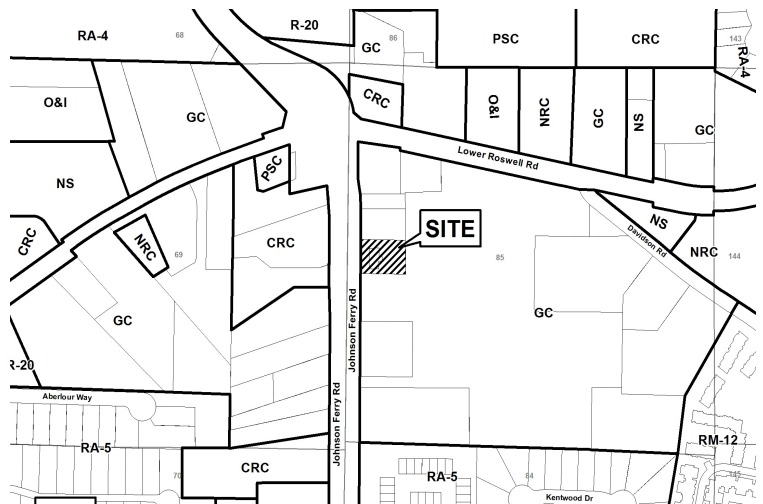 R-20
RA-4
68
GC
86
PSC
CRC
143
RA-4
O&I
GC
CRC
O&I
NRC
GC
NS
GC
Lower Roswell Rd
NS
PSC
CRC
NRC
69
CRC
SITE
85
NS
Davidson Rd
NRC
144
GC
GC
Johnson Ferry Rd
Johnson Ferry Rd
R-20
Aberlour Way
RA-5
70
CRC
RA-5
84
Kentwood Dr
RM-12
145